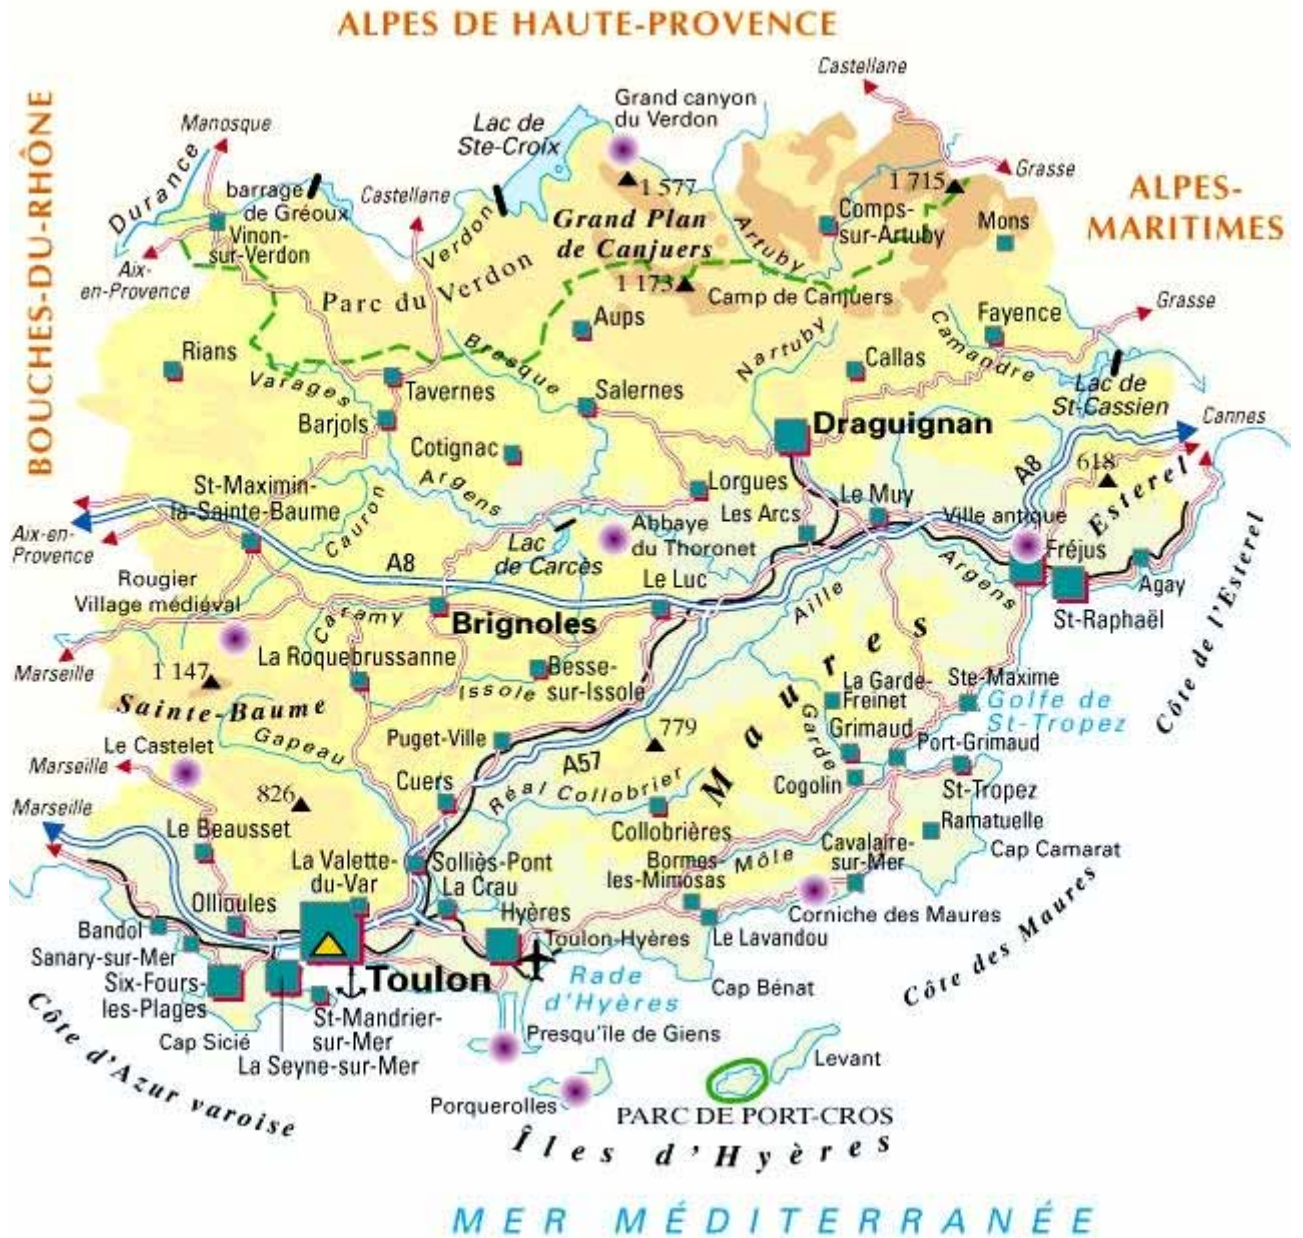 ALPES DE HAUTE-PROVENCE
BOUCHES-DU-RHÔNE
ALPES-
MARITIMES
Castellane
Grand canyon
du Verdon
Lac de
Ste-Croix
Manosque
Durance
barrage
de Gréoux
Castellane
Verdon
1 577
1 715
Grasse
Vinon-
sur-Verdon
Grand Plan
de Canjuers
Artuby
Comps-
sur-Artuby
Mons
Aix-
en-Provence
Parc du Verdon
1 173
Camp de Canjuers
Grasse
Aups
Fayence
Rians
Bresque
Nartuby
Camandre
Callas
Varages
Tavernes
Salernes
Lac de
St-Cassien
Barjols
Cotignac
Draguignan
Cannes
A8
618
Esterel
St-Maximin-
la-Sainte-Baume
Argens
Lorgues
Le Muy
Cauron
Les Arcs
Ville antique
Aix-en-
Provence
Lac
de Carcès
Abbaye
du Thoronet
A8
Fréjus
Argens
Agay
St-Raphaël
Côte de l'Esterel
Rougier
Village médiéval
Le Luc
Aille
Caramy
Brignoles
Marseille
La Roquebrussanne
Besse-
sur-Issole
Issole
1 147
Sainte-Baume
Maures
La Garde-
Freinet
Garde
Ste-Maxime
Golfe de
St-Tropez
Gapeau
Le Castelet
Puget-Ville
779
Grimaud
Port-Grimaud
Marseille
A57
Cuers
Réal Collobrier
Cogolin
St-Tropez
Marseille
826
Collobrières
Ramatuelle
Le Beausset
Môle
Cavalaire-
sur-Mer
Cap Camarat
La Valette-
du-Var
Solliès-Pont
Bormes-
les-Mimosas
La Crau
Ollioules
Hyères
Corniche des Maures
Bandol
Toulon-Hyères
Le Lavandou
Côte des Maures
Sanary-sur-Mer
Six-Fours-
les-Plages
Toulon
Rade
d'Hyères
Cap Bénat
Cap Sicié
St-Mandrier-
sur-Mer
La Seyne-sur-Mer
Presqu'île de Giens
Levant
Côte d'Azur varoise
Porquerolles
PARC DE PORT-CROS
Îles d'Hyères
MER MÉDITERRANÉE